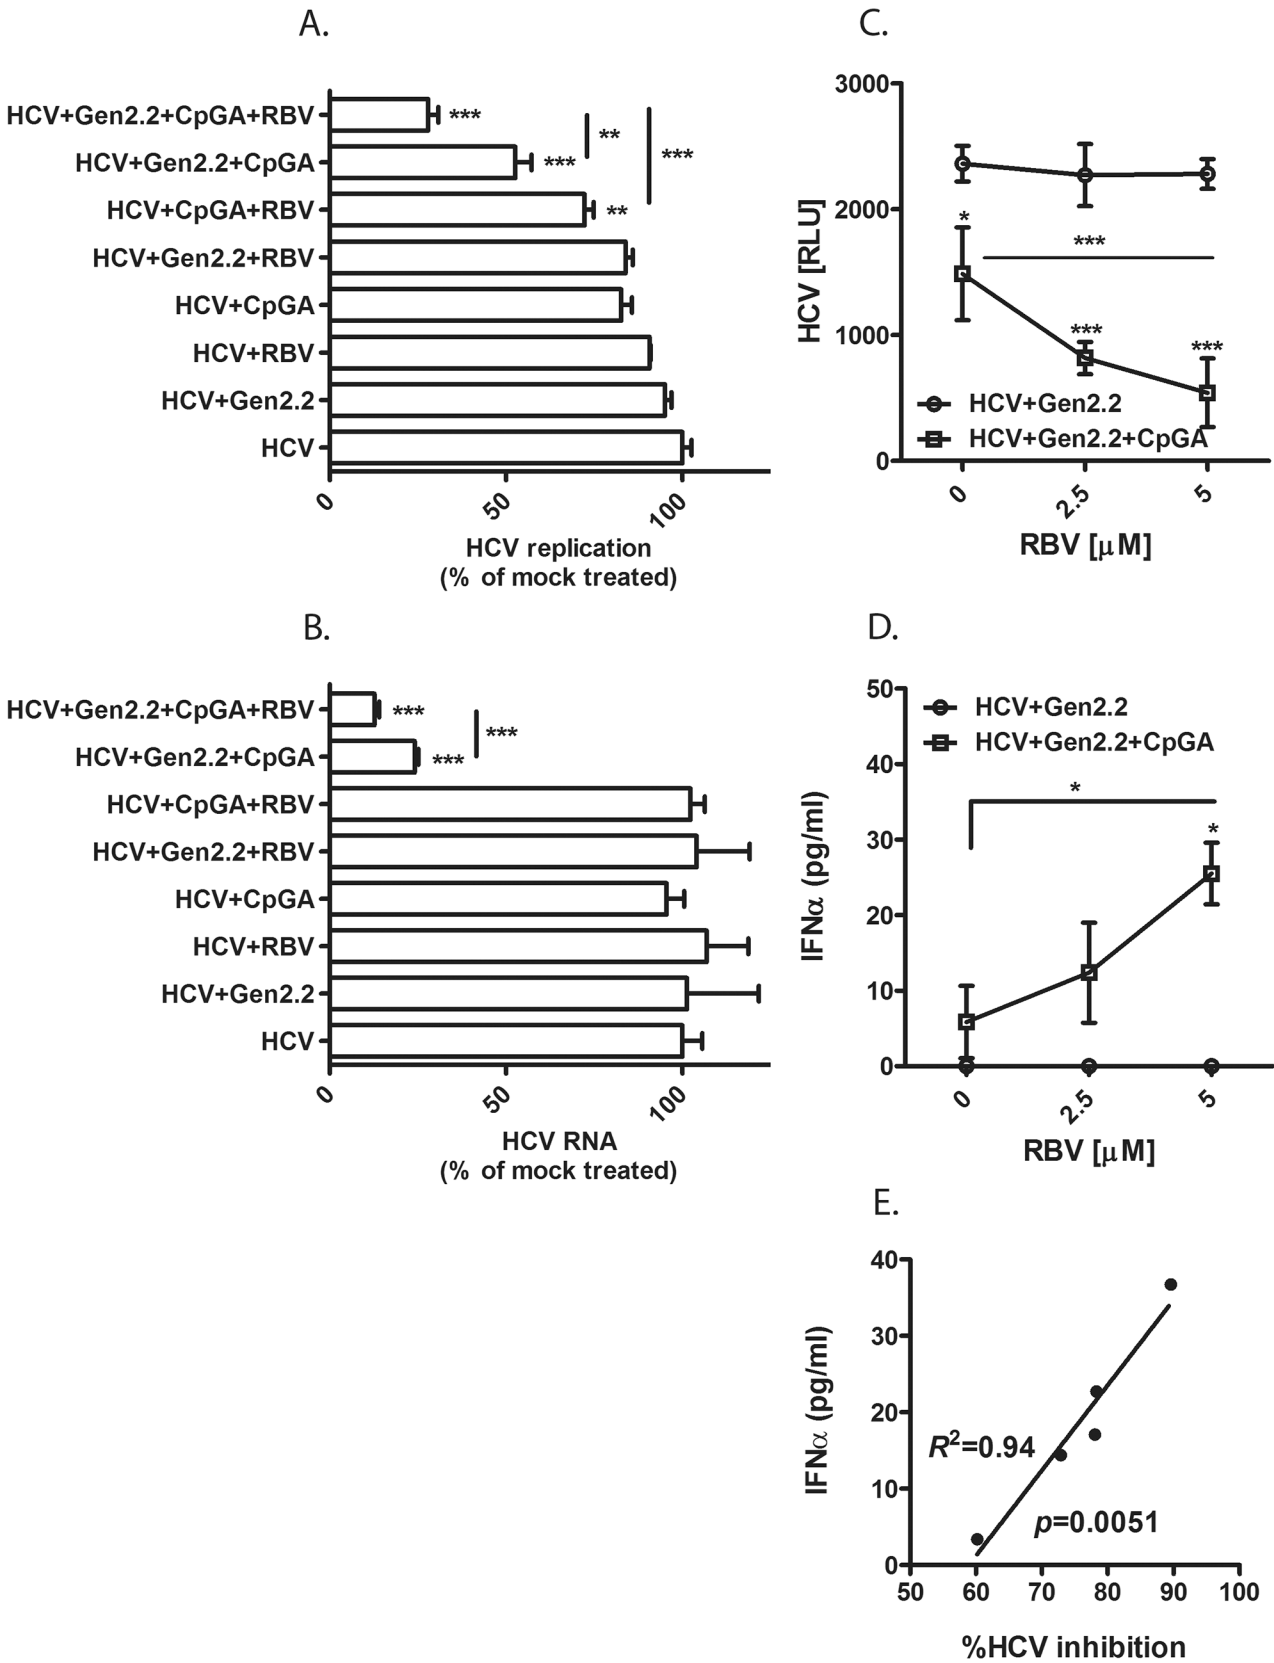 A.
HCV+Gen2.2+CpGA+RBV
***
HCV+Gen2.2+CpGA
***
**
***
HCV+CpGA+RBV
**
HCV+Gen2.2+RBV
HCV+CpGA
HCV+RBV
HCV+Gen2.2
HCV
0
50
100
HCV replication
(% of mock treated)
B.
HCV+Gen2.2+CpGA+RBV
***
HCV+Gen2.2+CpGA
***
***
HCV+CpGA+RBV
HCV+Gen2.2+RBV
HCV+CpGA
HCV+RBV
HCV+Gen2.2
HCV
0
50
100
HCV RNA
(% of mock treated)
C.
3000
2000
1000
0
HCV [RLU]
*
***
***
***
HCV+Gen2.2
HCV+Gen2.2+CpGA
0
2.5
5
RBV [μM]
D.
50
40
30
20
10
0
IFNα (pg/ml)
HCV+Gen2.2
HCV+Gen2.2+CpGA
*
*
0
2.5
5
RBV [μM]
E.
40
30
20
10
0
IFNα (pg/ml)
R²=0.94
p=0.0051
50 60 70 80 90 100
%HCV inhibition